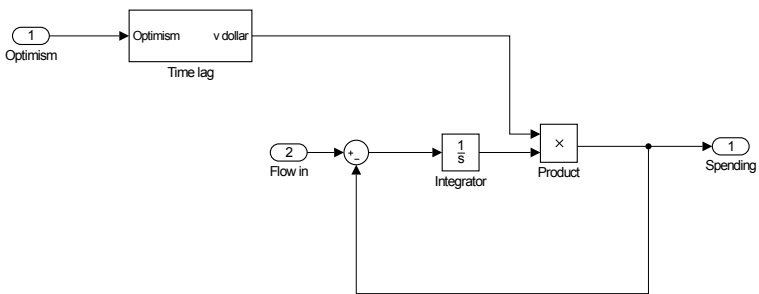 1
Optimism
Optimism v dollar
Time lag
2
Flow in
+
−
1
s
Integrator
×
Product
1
Spending